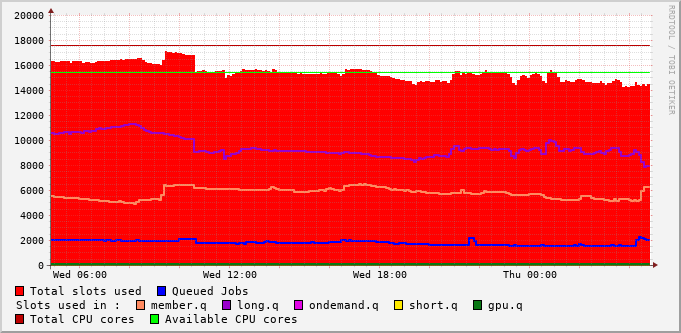 RRDTOOL / TOBI OETIKER
20000
18000
16000
14000
12000
10000
8000
6000
4000
2000
0
Wed 06:00 Wed 12:00 Wed 18:00 Thu 00:00
Total slots used Queued Jobs
Slots used in : member.q long.q ondemand.q short.q gpu.q
Total CPU cores Available CPU cores